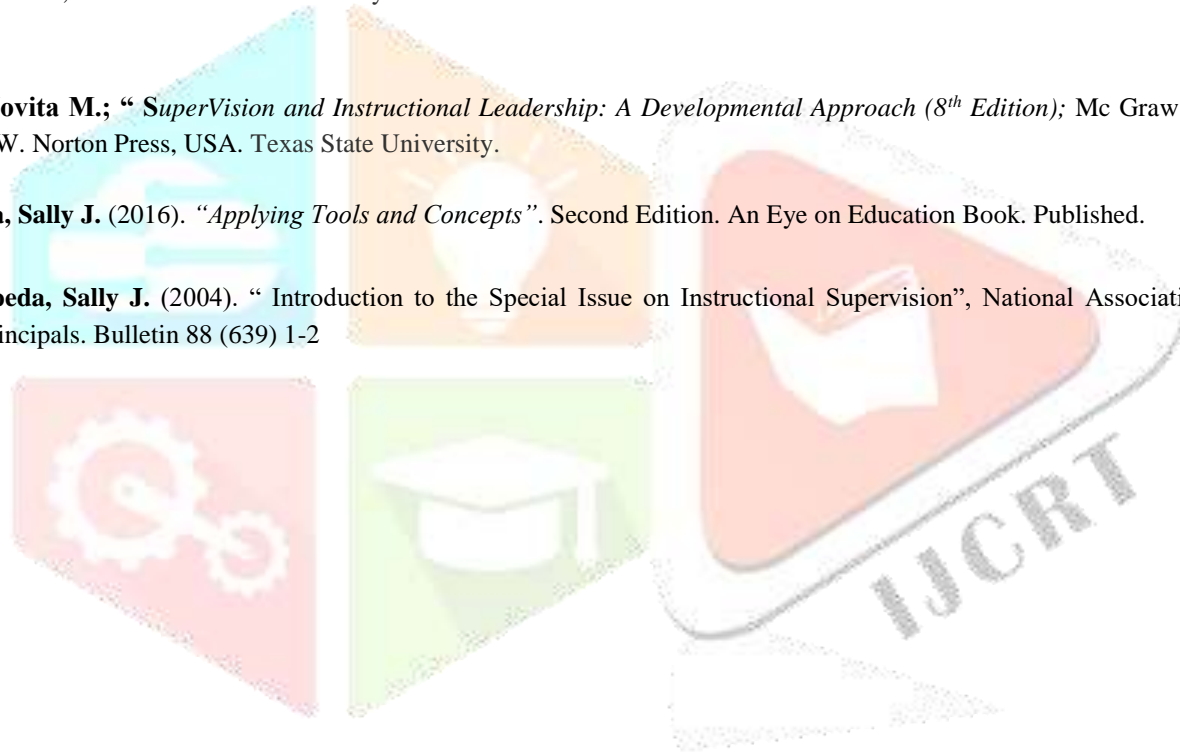 ovita M.; “ SuperVision and Instructional Leadership: A Developmental Approach (8th Edition); Mc Graw
W. Norton Press, USA. Texas State University.
a, Sally J. (2016). “Applying Tools and Concepts”. Second Edition. An Eye on Education Book. Published.
oeda, Sally J. (2004). “ Introduction to the Special Issue on Instructional Supervision”, National Associati
incipals. Bulletin 88 (639) 1-2
IJCRT